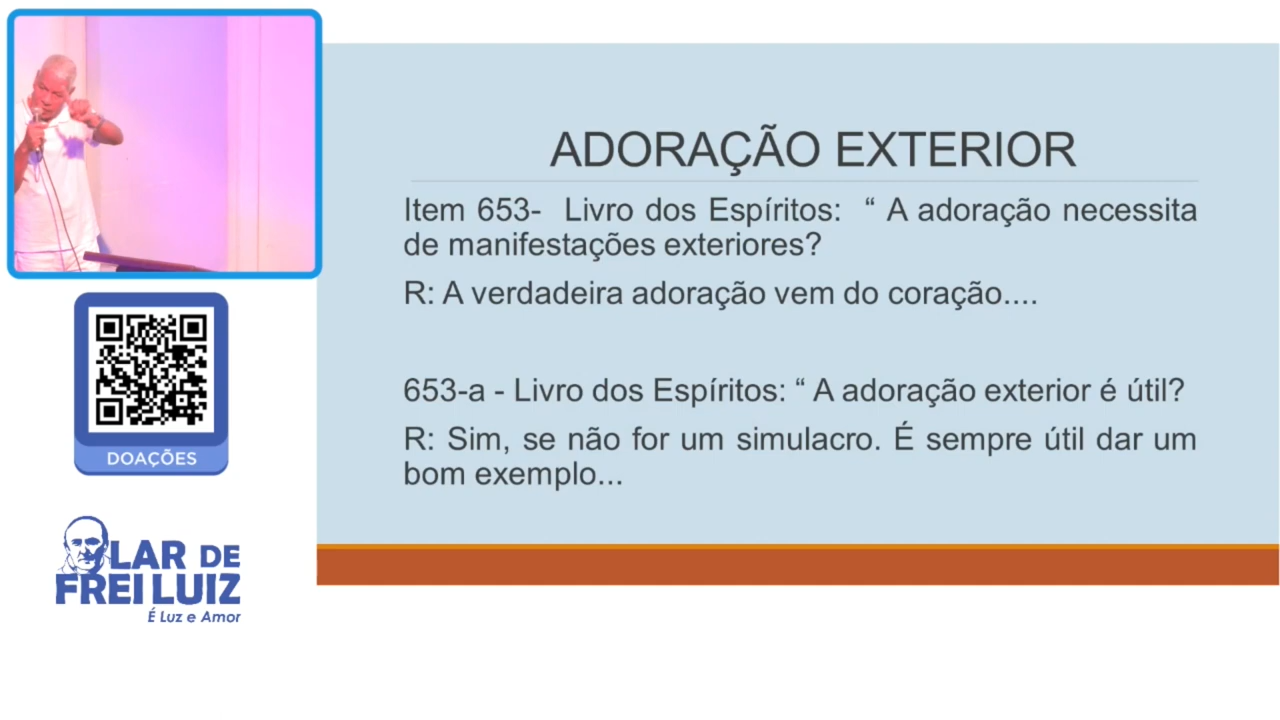 ADORAÇÃO EXTERIOR
Item 653-  Livro dos Espíritos:  “ A adoração necessita
de manifestações exteriores?
R: A verdadeira adoração vem do coração....
653-a - Livro dos Espíritos: “ A adoração exterior é útil?
R: Sim, se não for um simulacro. É sempre útil dar um
bom exemplo...
DOAÇÕES
LAR DE
FREI LUIZ
É Luz e Amor